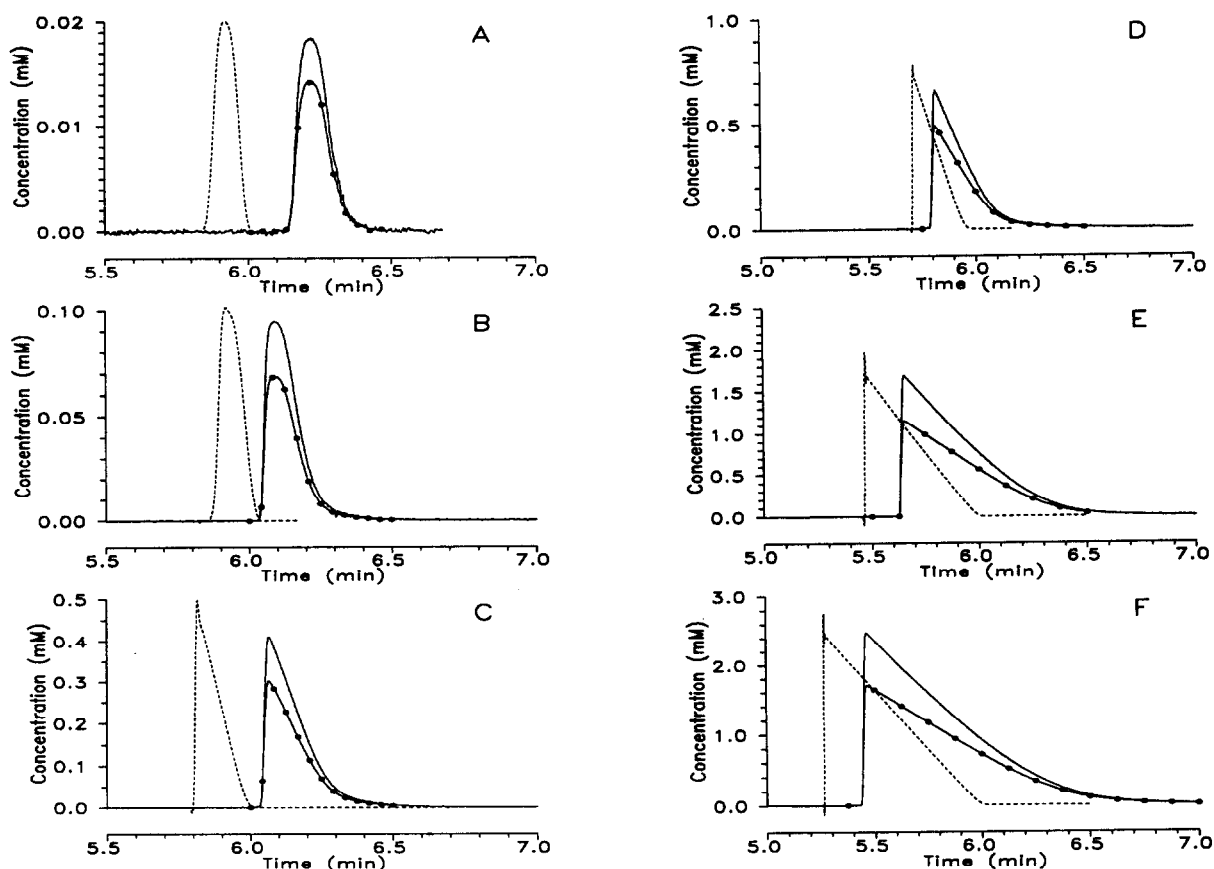 A
Concentration (mM)
0.02
0.01
0.00
5.5 6.0 6.5 7.0
Time (min)
B
Concentration (mM)
0.10
0.05
0.00
5.5 6.0 6.5 7.0
Time (min)
C
Concentration (mM)
0.5
0.4
0.3
0.2
0.1
0.0
5.5 6.0 6.5 7.0
Time (min)
D
Concentration (mM)
1.0
0.5
0.0
5.0 5.5 6.0 6.5 7.0
Time (min)
E
Concentration (mM)
2.5
2.0
1.5
1.0
0.5
0.0
5.0 5.5 6.0 6.5 7.0
Time (min)
F
Concentration (mM)
3.0
2.0
1.0
0.0
5.0 5.5 6.0 6.5 7.0
Time (min)